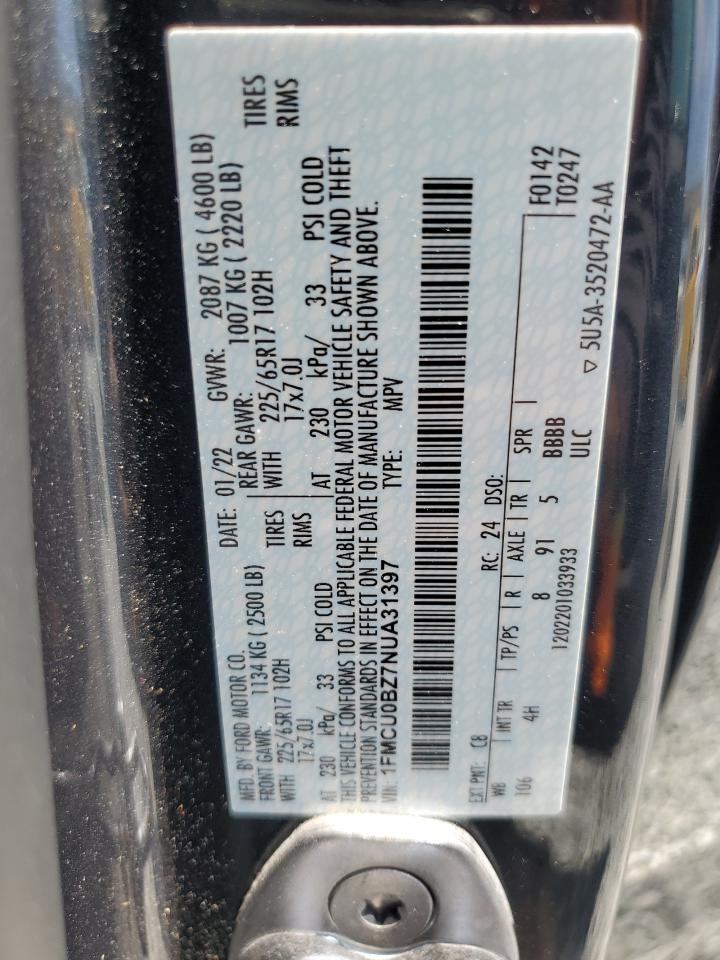 MFD. BY FORD MOTOR CO. DATE: 01/22 GVWR: 2087 KG ( 4600 LB)
FRONT GAWR: 1134 KG ( 2500 LB) REAR GAWR: 1007 KG ( 2220 LB)
WITH 225/65R17 102H TIRES WITH 225/65R17 102H TIRES
17x7.0J RIMS 17x7.0J RIMS
AT 230 kPa/ 33 PSI COLD AT 230 kPa/ 33 PSI COLD
THIS VEHICLE CONFORMS TO ALL APPLICABLE FEDERAL MOTOR VEHICLE SAFETY AND THEFT
PREVENTION STANDARDS IN EFFECT ON THE DATE OF MANUFACTURE SHOWN ABOVE.
VIN: 1FMCU0BZ7NUA31397 TYPE: MPV
EXT PNT: CB RC: 24 DSO: F0142
WB INT TR TP/PS R AXLE TR SPR T0247
106 4H 8 91 5 BBBB
1202201033933 ULC
▽ 5U5A-3520472-AA